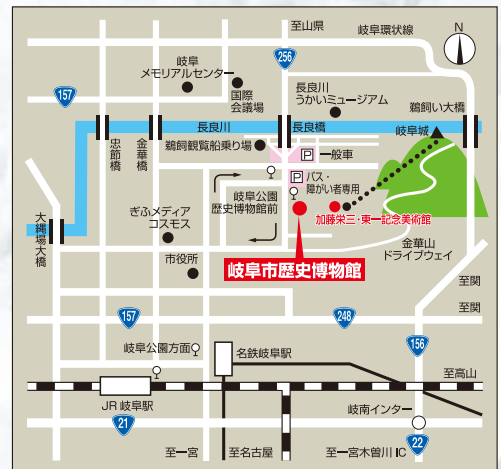 至山県
岐阜環状線
N
256
岐阜
メモリアルセンター
国際
会議場
長良川
うかいミュージアム
157
鵜飼い大橋
長良川
長良橋
岐阜城
忠節橋
金華橋
鵜飼観覧船乗り場
P 一般車
P バス・
障がい者専用
岐阜公園
歴史博物館前
加藤栄三・東一記念美術館
大縄場大橋
ぎふメディア
コスモス
金華山
ドライブウェイ
市役所
岐阜市歴史博物館
至関
至関
157
248
156
岐阜公園方面
名鉄岐阜駅
至高山
JR 岐阜駅
岐南インター
21
22
至一宮
至名古屋
至一宮木曽川 IC